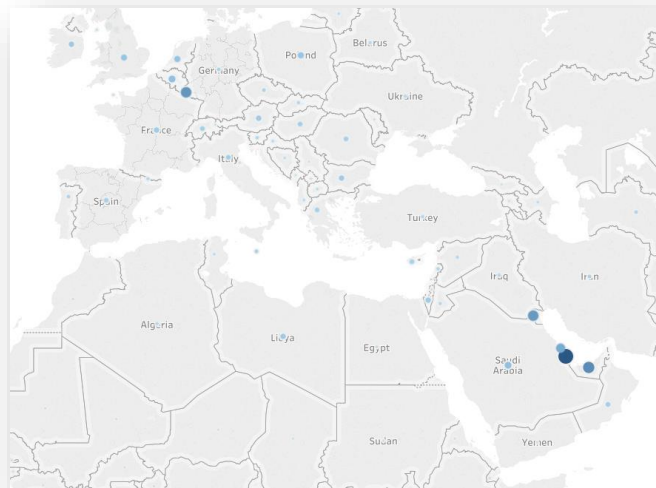 Belarus
Poland
Germany
Ukraine
France
Italy
Spain
Turkey
Iraq
Iran
Algeria
Libya
Egypt
Saudi
Arabia
Sudan
Yemen